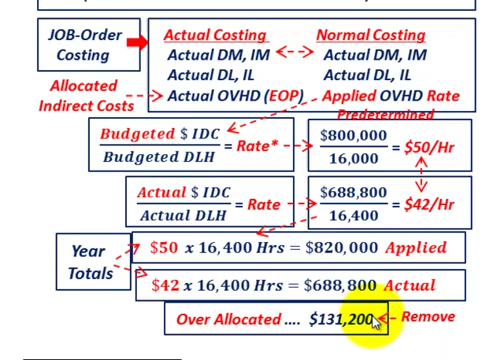 JOB-Order
Costing
Actual Costing
Normal Costing
Actual DM, IM
Actual DM, IM
Actual DL, IL
Actual DL, IL
Actual OVHD (EOP)
Applied OVHD Rate
Predetermined
Allocated
Indirect Costs
Budgeted $ IDC
Budgeted DLH
= Rate*
$800,000
16,000
= $50/Hr
Actual $ IDC
Actual DLH
= Rate
$688,800
16,400
= $42/Hr
Year
Totals
$50 x 16,400 Hrs = $820,000 Applied
$42 x 16,400 Hrs = $688,800 Actual
Over Allocated .... $131,200
Remove